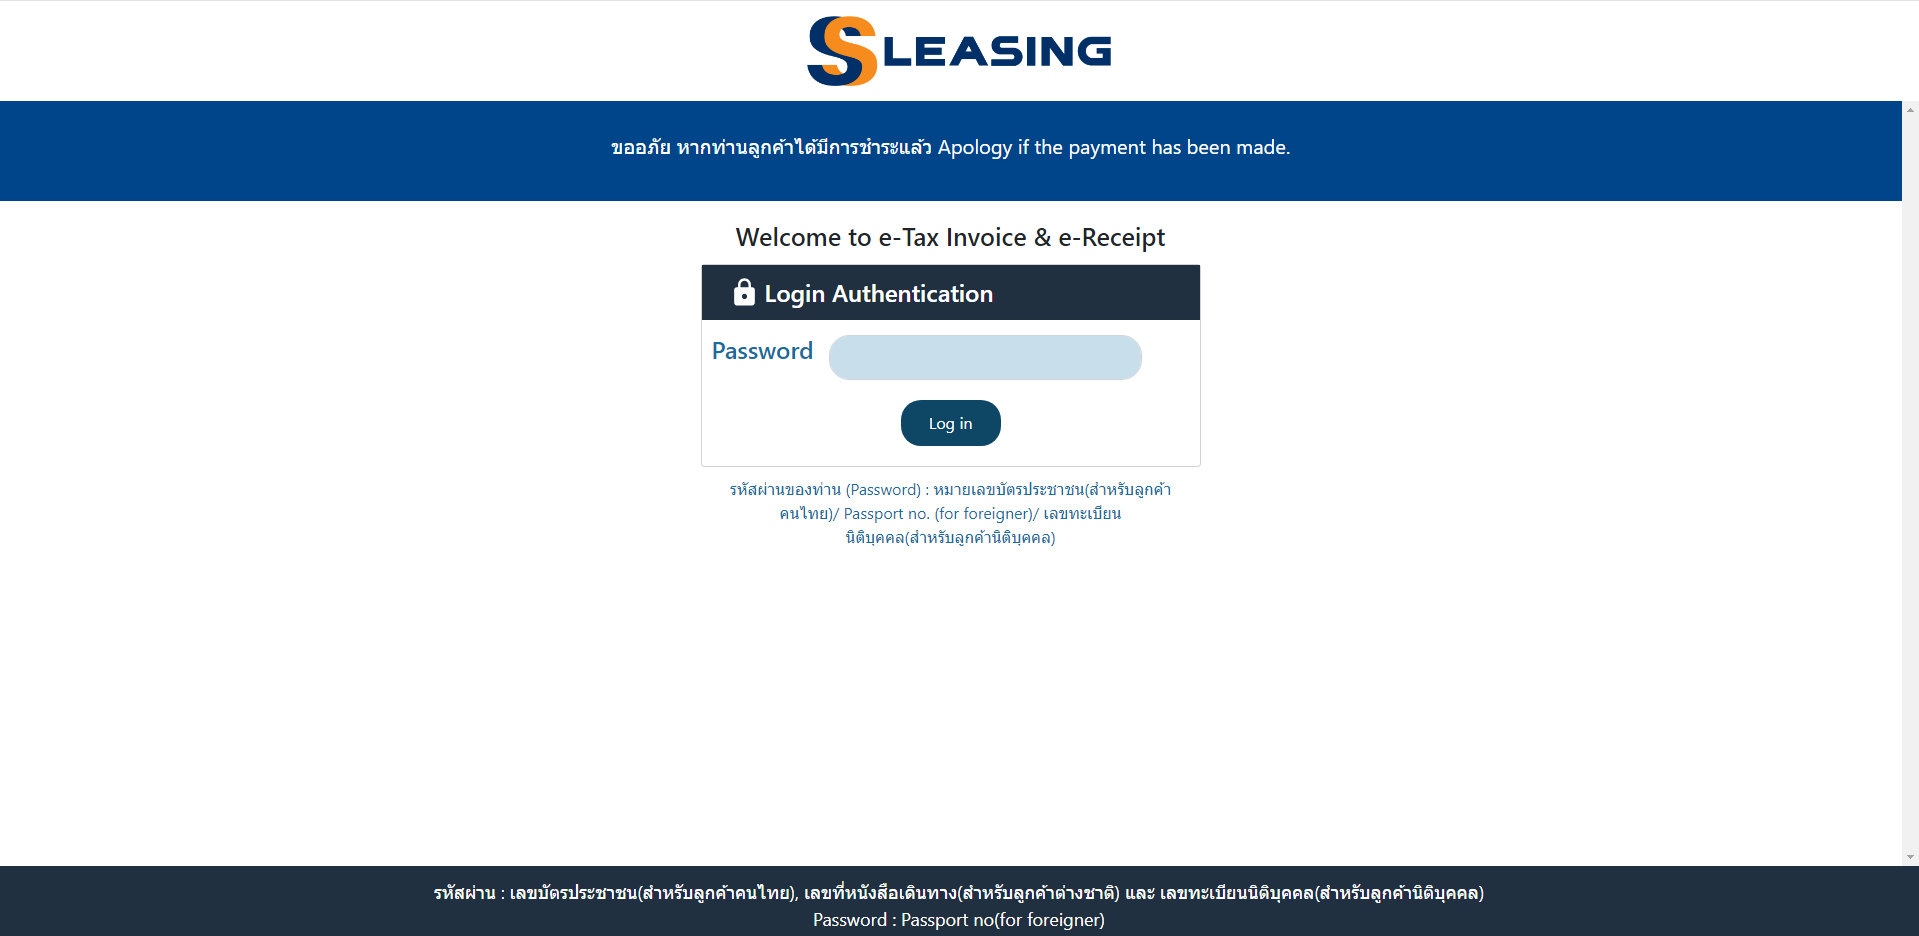 SS LEASING
ขออภัย หากท่านลูกค้าได้มีการชำระแล้ว Apology if the payment has been made.
Welcome to e-Tax Invoice & e-Receipt
Login Authentication
Password
Log in
รหัสผ่านของท่าน (Password) : หมายเลขบัตรประชาชน(สำหรับลูกค้า
คนไทย)/ Passport no. (for foreigner)/ เลขทะเบียน
นิติบุคคล(สำหรับลูกค้านิติบุคคล)
รหัสผ่าน : เลขบัตรประชาชน(สำหรับลูกค้าคนไทย), เลขที่หนังสือเดินทาง(สำหรับลูกค้าต่างชาติ) และ เลขทะเบียนนิติบุคคล(สำหรับลูกค้านิติบุคคล)
Password : Passport no(for foreigner)